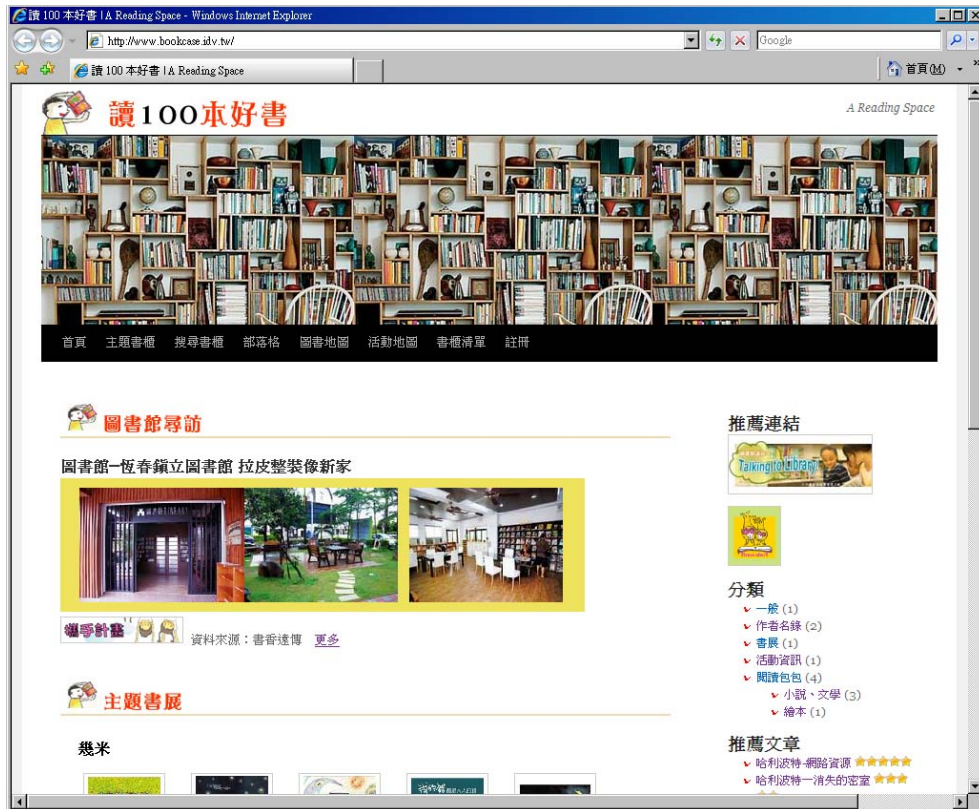 讀 100 本好書 | A Reading Space - Windows Internet Explorer
http://www.bookcase.idv.tw/
Google
讀 100 本好書 | A Reading Space
首頁(M)
讀100本好書
A Reading Space
首頁 主題書櫃 搜尋書櫃 部落格 圖書地圖 活動地圖 書櫃清單 註冊
圖書館尋訪
圖書館─恆春鎮立圖書館 拉皮整裝像新家
攜手計畫 資料來源：書香遠傳 更多
主題書展
幾米
推薦連結
Talking to Library
分類
一般 (1)
作者名錄 (2)
書展 (1)
活動資訊 (1)
閱讀包包 (4)
小說、文學 (3)
繪本 (1)
推薦文章
哈利波特-網路資源
哈利波特─消失的密室